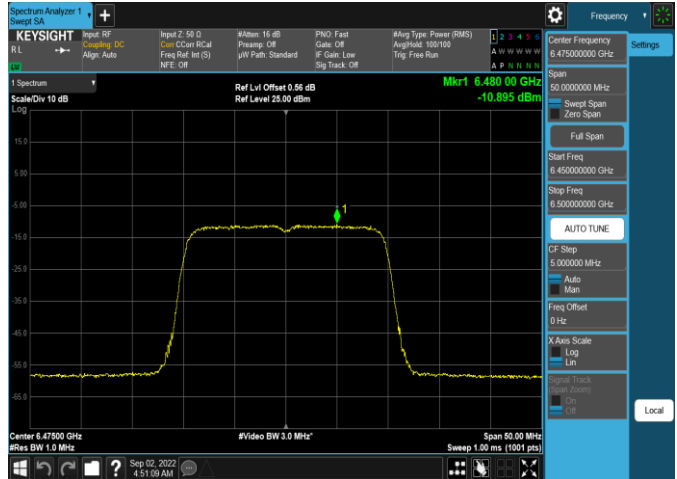 Spectrum Analyzer 1
Swept SA
+
Frequency
KEYSIGHT
R L
Input: RF
Coupling: DC
Align: Auto
Input Z: 50 Ω
Corr CCorr RCal
Freq Ref: Int (S)
NFE: Off
#Atten: 16 dB
Preamp: Off
µW Path: Standard
PNO: Fast
Gate: Off
IF Gain: Low
Sig Track: Off
#Avg Type: Power (RMS)
Avg|Hold: 100/100
Trig: Free Run
1 2 3 4 5 6
A W W W W W
A P N N N N
1 Spectrum
Scale/Div 10 dB
Log
Ref Lvl Offset 0.56 dB
Ref Level 25.00 dBm
Mkr1 6.480 00 GHz
-10.895 dBm
15.0
5.00
-5.00
-15.0
-25.0
-35.0
-45.0
-55.0
-65.0
1
Center 6.47500 GHz
#Res BW 1.0 MHz
#Video BW 3.0 MHz*
Span 50.00 MHz
Sweep 1.00 ms (1001 pts)
Sep 02, 2022
4:51:09 AM
?
Center Frequency
6.475000000 GHz
Settings
Span
50.0000000 MHz
Swept Span
Zero Span
Full Span
Start Freq
6.450000000 GHz
Stop Freq
6.500000000 GHz
AUTO TUNE
CF Step
5.000000 MHz
Auto
Man
Freq Offset
0 Hz
X Axis Scale
Log
Lin
Signal Track
(Span Zoom)
On
Off
Local